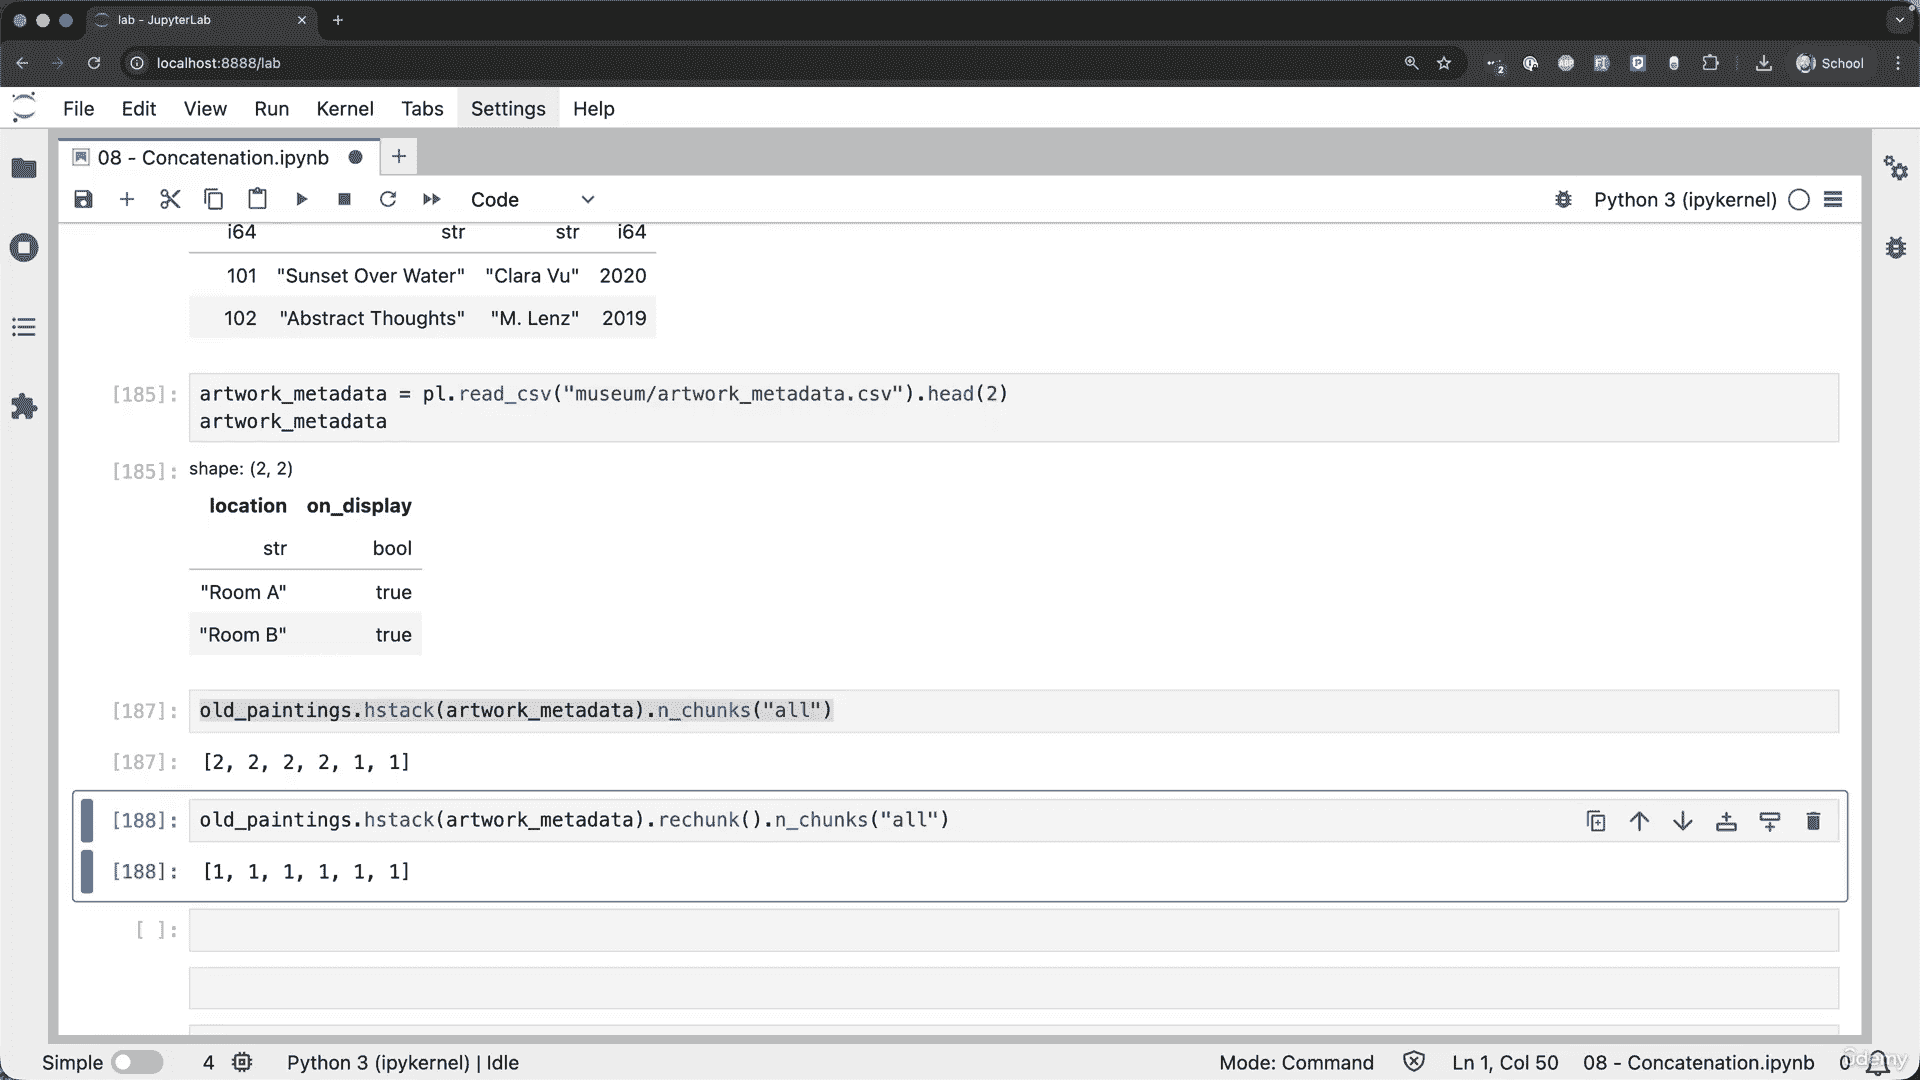 lab - JupyterLab
localhost:8888/lab
2
School
File Edit View Run Kernel Tabs Settings Help
08 - Concatenation.ipynb
Code
Python 3 (ipykernel)
i64 str str i64
101 "Sunset Over Water" "Clara Vu" 2020
102 "Abstract Thoughts" "M. Lenz" 2019
[185]: artwork_metadata = pl.read_csv("museum/artwork_metadata.csv").head(2)
artwork_metadata
[185]: shape: (2, 2)
location on_display
str bool
"Room A" true
"Room B" true
[187]: old_paintings.hstack(artwork_metadata).n_chunks("all")
[187]: [2, 2, 2, 2, 1, 1]
[188]: old_paintings.hstack(artwork_metadata).rechunk().n_chunks("all")
[188]: [1, 1, 1, 1, 1, 1]
[ ]:
Simple 4 Python 3 (ipykernel) | Idle Mode: Command Ln 1, Col 50 08 - Concatenation.ipynb 0
udemy